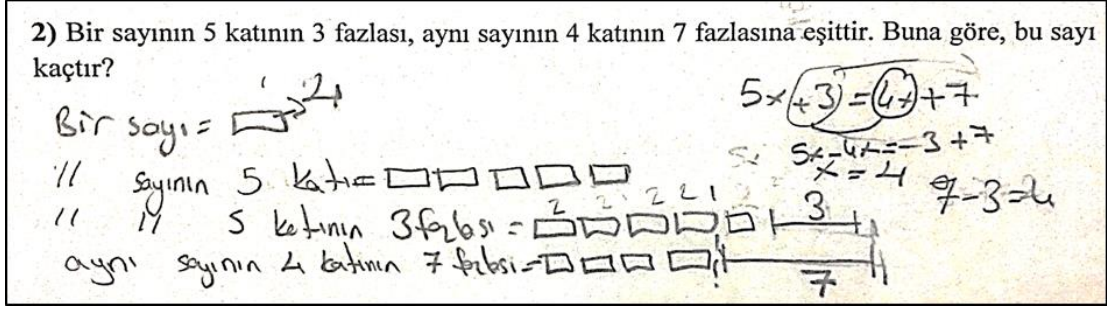 2) Bir sayının 5 katının 3 fazlası, aynı sayının 4 katının 7 fazlasına eşittir. Buna göre, bu sayı
kaçtır?
Bir sayı = 4
" sayının 5 katı=
" " 5 katının 3 fazlası = 3
aynı sayının 4 katının 7 fazlası= 7
5x+3=4x+7
5x-4x=-3+7
x=4
7-3=4